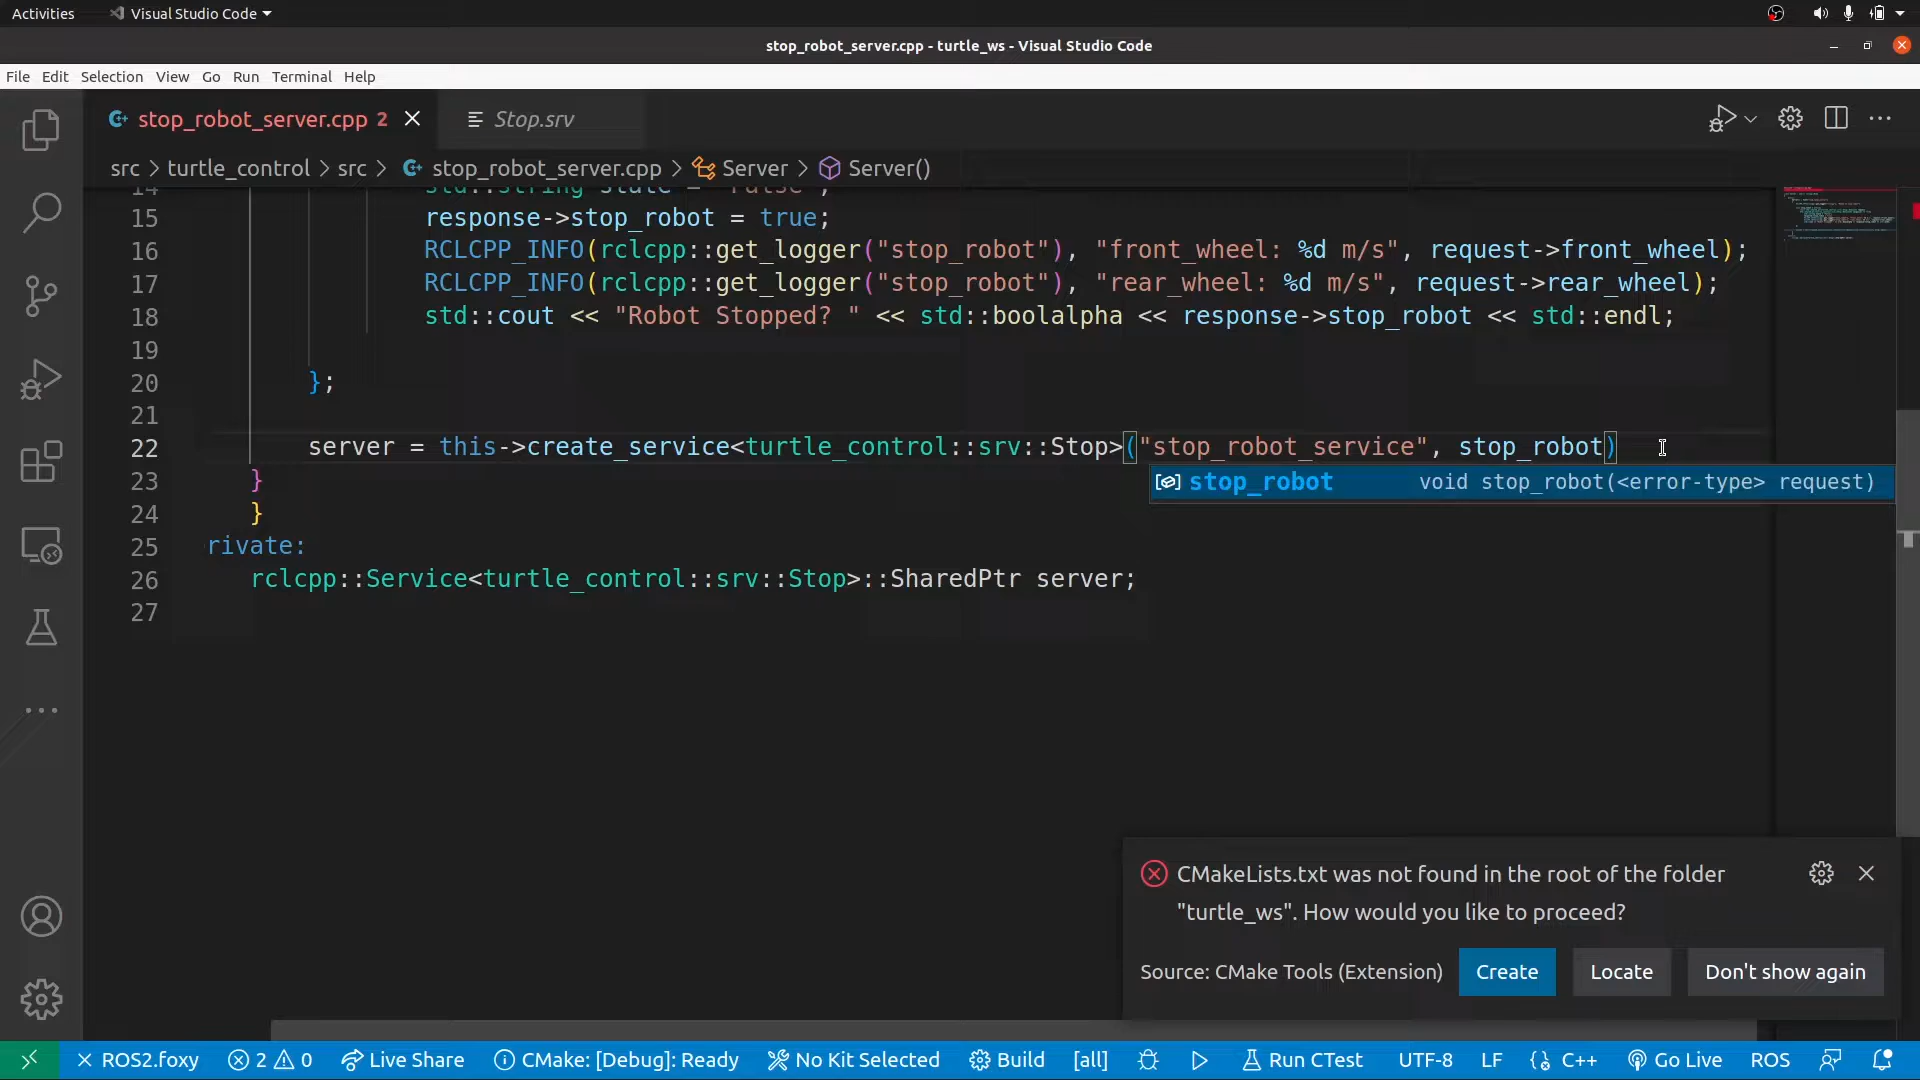 Activities
Visual Studio Code
stop_robot_server.cpp - turtle_ws - Visual Studio Code
File Edit Selection View Go Run Terminal Help
stop_robot_server.cpp 2
Stop.srv
src > turtle_control > src > stop_robot_server.cpp > Server > Server()
14 std::string state = "False";
15 response->stop_robot = true;
16 RCLCPP_INFO(rclcpp::get_logger("stop_robot"), "front_wheel: %d m/s", request->front_wheel);
17 RCLCPP_INFO(rclcpp::get_logger("stop_robot"), "rear_wheel: %d m/s", request->rear_wheel);
18 std::cout << "Robot Stopped? " << std::boolalpha << response->stop_robot << std::endl;
19
20 };
21
22 server = this->create_service<turtle_control::srv::Stop>("stop_robot_service", stop_robot)
stop_robot void stop_robot(<error-type> request)
23 }
24 }
25 rivate:
26 rclcpp::Service<turtle_control::srv::Stop>::SharedPtr server;
27
CMakeLists.txt was not found in the root of the folder
"turtle_ws". How would you like to proceed?
Source: CMake Tools (Extension)
Create
Locate
Don't show again
ROS2.foxy 2 0 Live Share CMake: [Debug]: Ready No Kit Selected Build [all] Run CTest UTF-8 LF C++ Go Live ROS